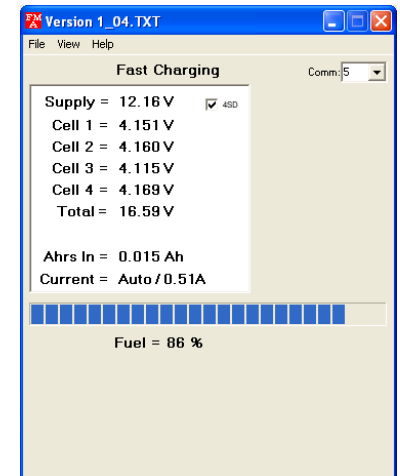 FMA Version 1_04.TXT
File View Help
Fast Charging
Comm: 5
Supply = 12.16 V
4SD
Cell 1 = 4.151 V
Cell 2 = 4.160 V
Cell 3 = 4.115 V
Cell 4 = 4.169 V
Total = 16.59 V
Ahrs In = 0.015 Ah
Current = Auto / 0.51A
Fuel = 86 %